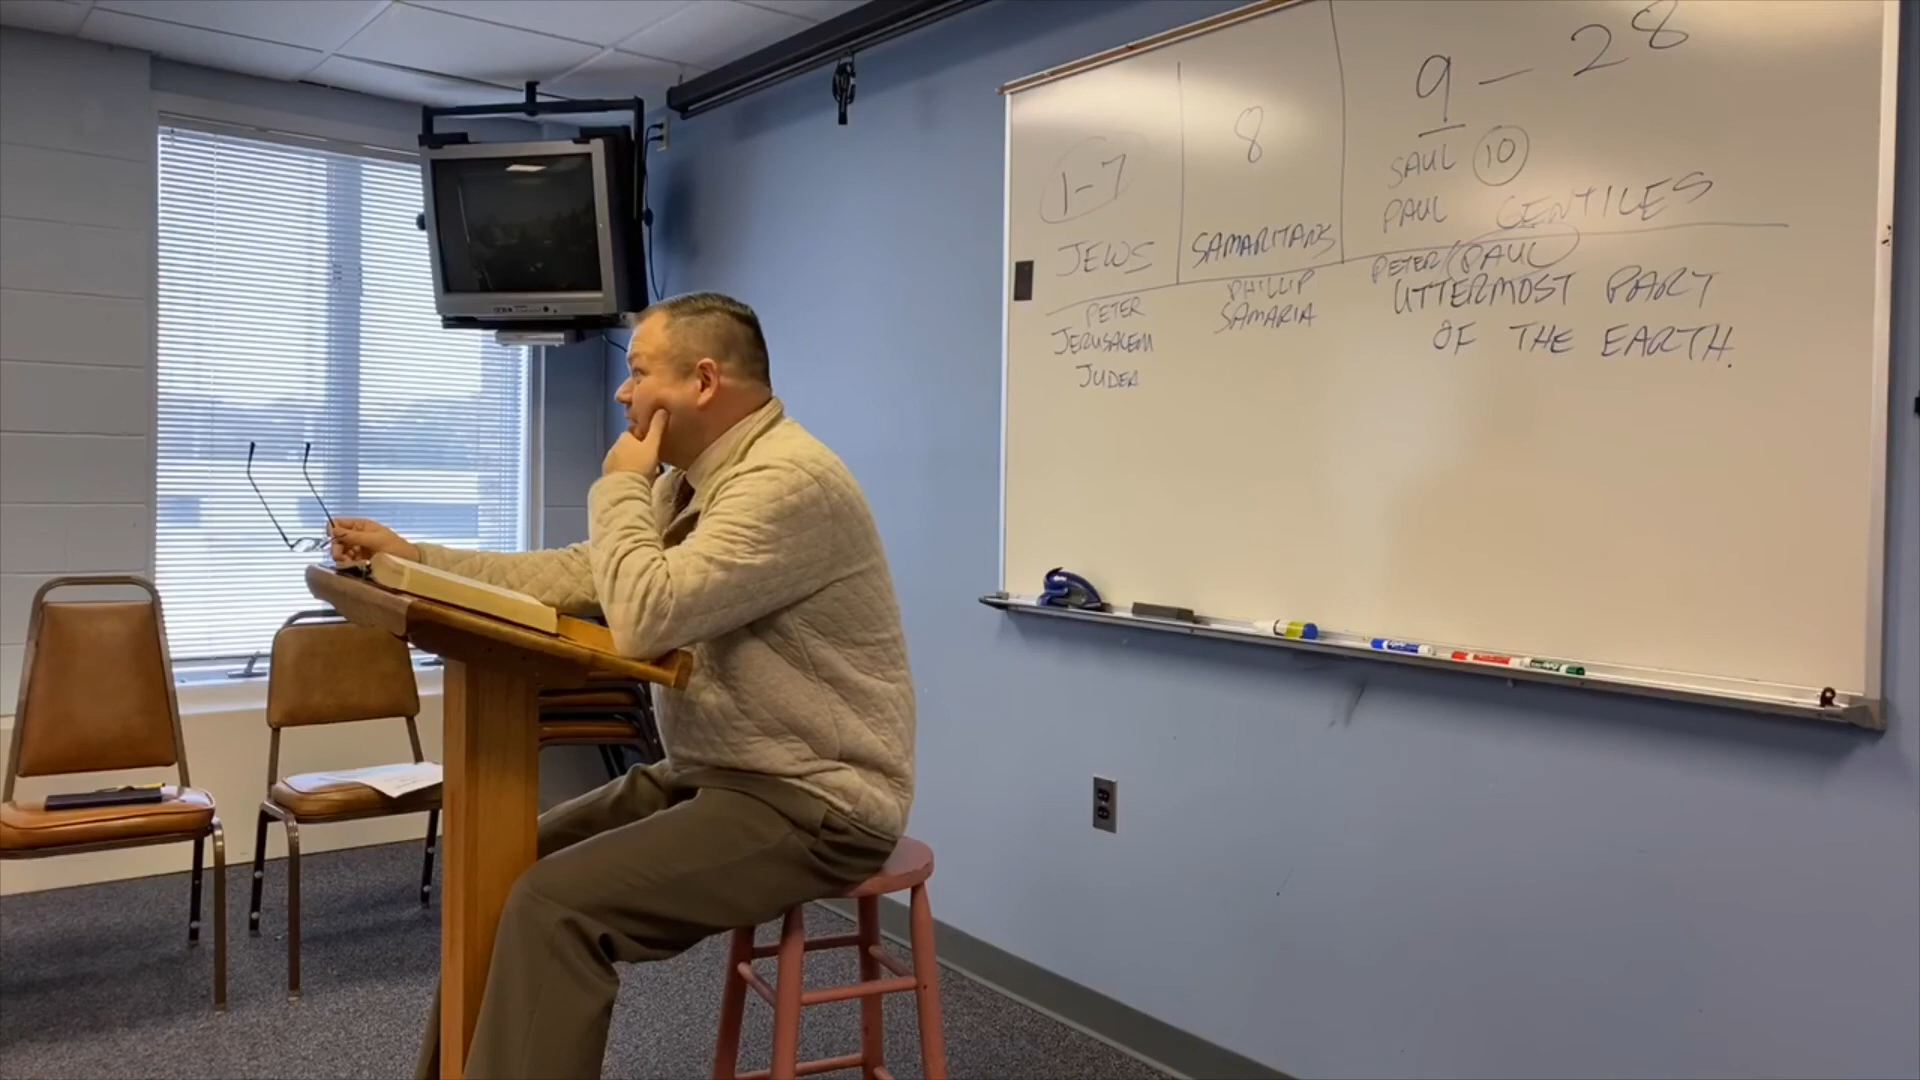 1-7
JEWS
PETER
JERUSALEM
JUDEA
8
SAMARITANS
PHILLIP
SAMARIA
9 - 28
SAUL 10
PAUL GENTILES
PETER/PAUL
UTTERMOST PART
OF THE EARTH.